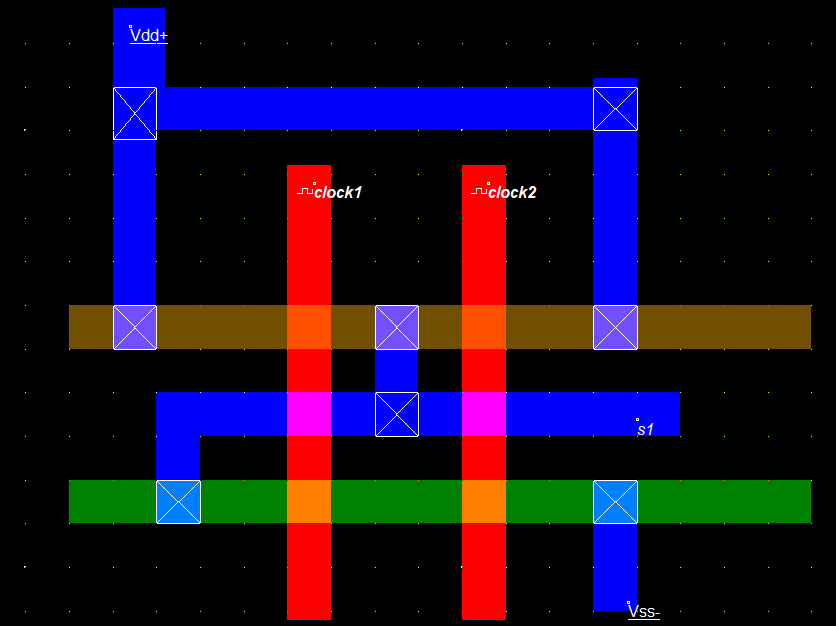 Vdd+
clock1
clock2
s1
Vss-